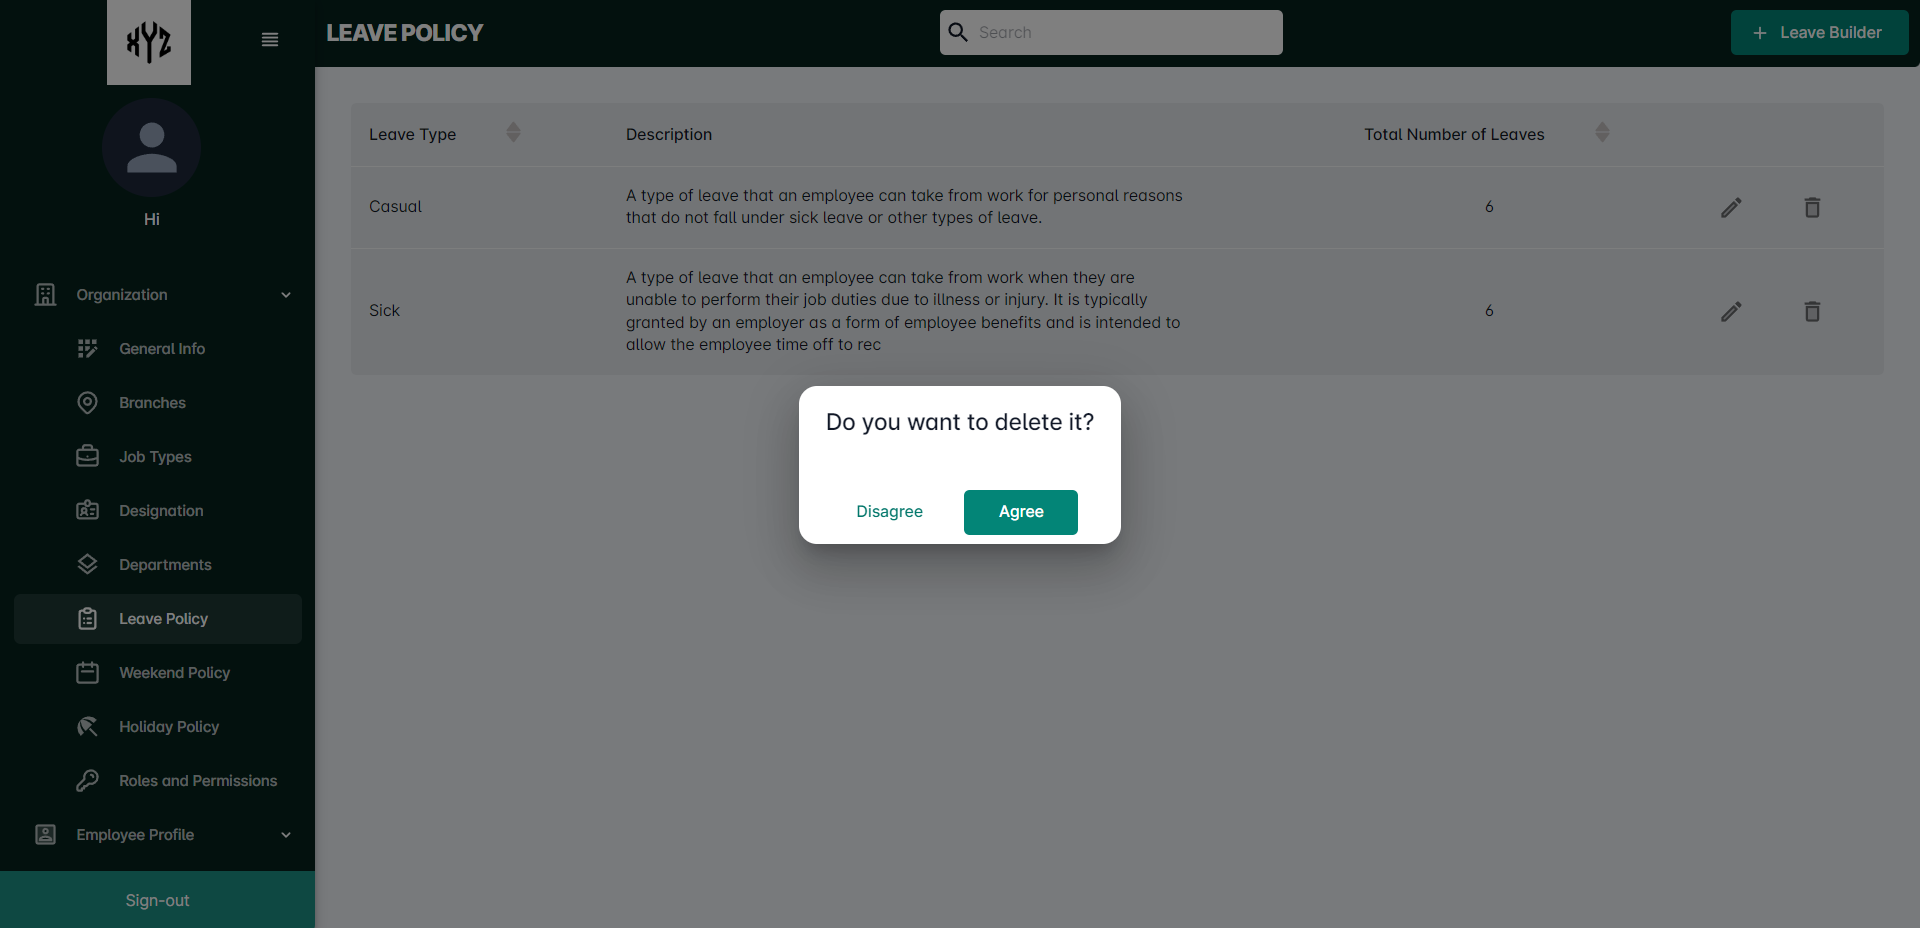 XYZ
LEAVE POLICY
Search
+ Leave Builder
Hi
Organization
General Info
Branches
Job Types
Designation
Departments
Leave Policy
Weekend Policy
Holiday Policy
Roles and Permissions
Employee Profile
Sign-out
Leave Type
Description
Total Number of Leaves
Casual
A type of leave that an employee can take from work for personal reasons
that do not fall under sick leave or other types of leave.
6
Sick
A type of leave that an employee can take from work when they are
unable to perform their job duties due to illness or injury. It is typically
granted by an employer as a form of employee benefits and is intended to
allow the employee time off to rec
6
Do you want to delete it?
Disagree
Agree